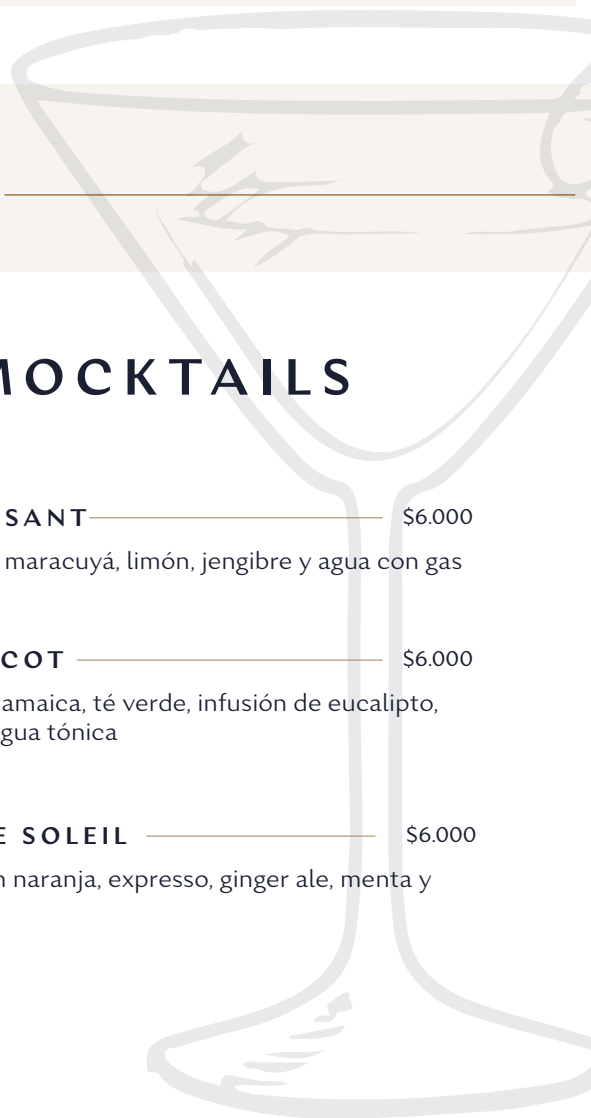 MOCKTAILS
SANT $6.000
maracuyá, limón, jengibre y agua con gas
COT $6.000
amaica, té verde, infusión de eucalipto,
gua tónica
E SOLEIL $6.000
n naranja, expresso, ginger ale, menta y